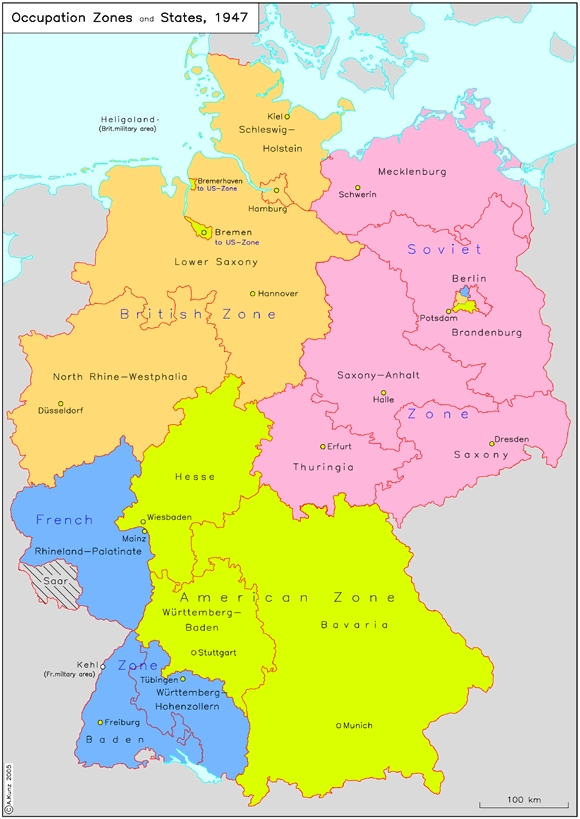 Occupation Zones and States, 1947
Kiel
Heligoland-
(Brit.military area)
Schleswig-
Holstein
Mecklenburg
Bremerhaven
to US-Zone
Schwerin
Hamburg
Bremen
to US-Zone
Soviet
Lower Saxony
Berlin
Hannover
British Zone
Potsdam
Brandenburg
North Rhine-Westphalia
Saxony-Anhalt
Halle
Düsseldorf
Zone
Dresden
Erfurt
Saxony
Thuringia
Hesse
French
Wiesbaden
Mainz
Rhineland-Palatinate
Saar
American Zone
Württemberg-
Baden
Bavaria
Stuttgart
Kehl
(Fr.military area)
Zone
Tübingen
Württemberg-
Hohenzollern
Freiburg
Baden
Munich
100 km
©A.Kunz 2005